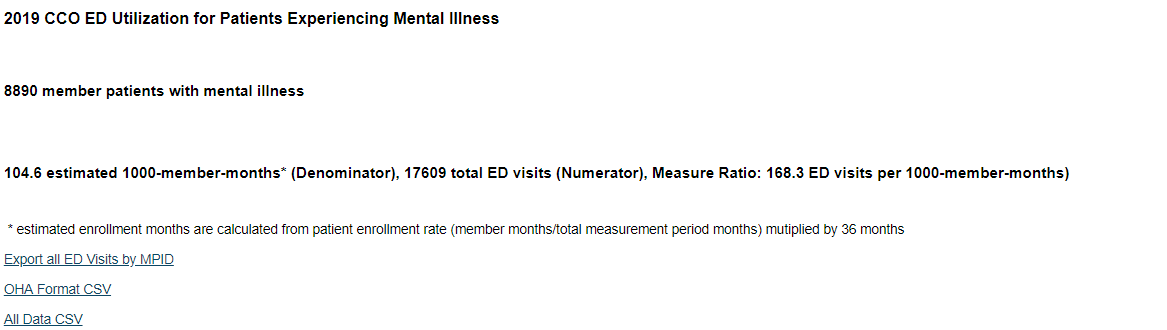 2019 CCO ED Utilization for Patients Experiencing Mental Illness
8890 member patients with mental illness
104.6 estimated 1000-member-months* (Denominator), 17609 total ED visits (Numerator), Measure Ratio: 168.3 ED visits per 1000-member-months)
* estimated enrollment months are calculated from patient enrollment rate (member months/total measurement period months) mutiplied by 36 months
Export all ED Visits by MPID
OHA Format CSV
All Data CSV